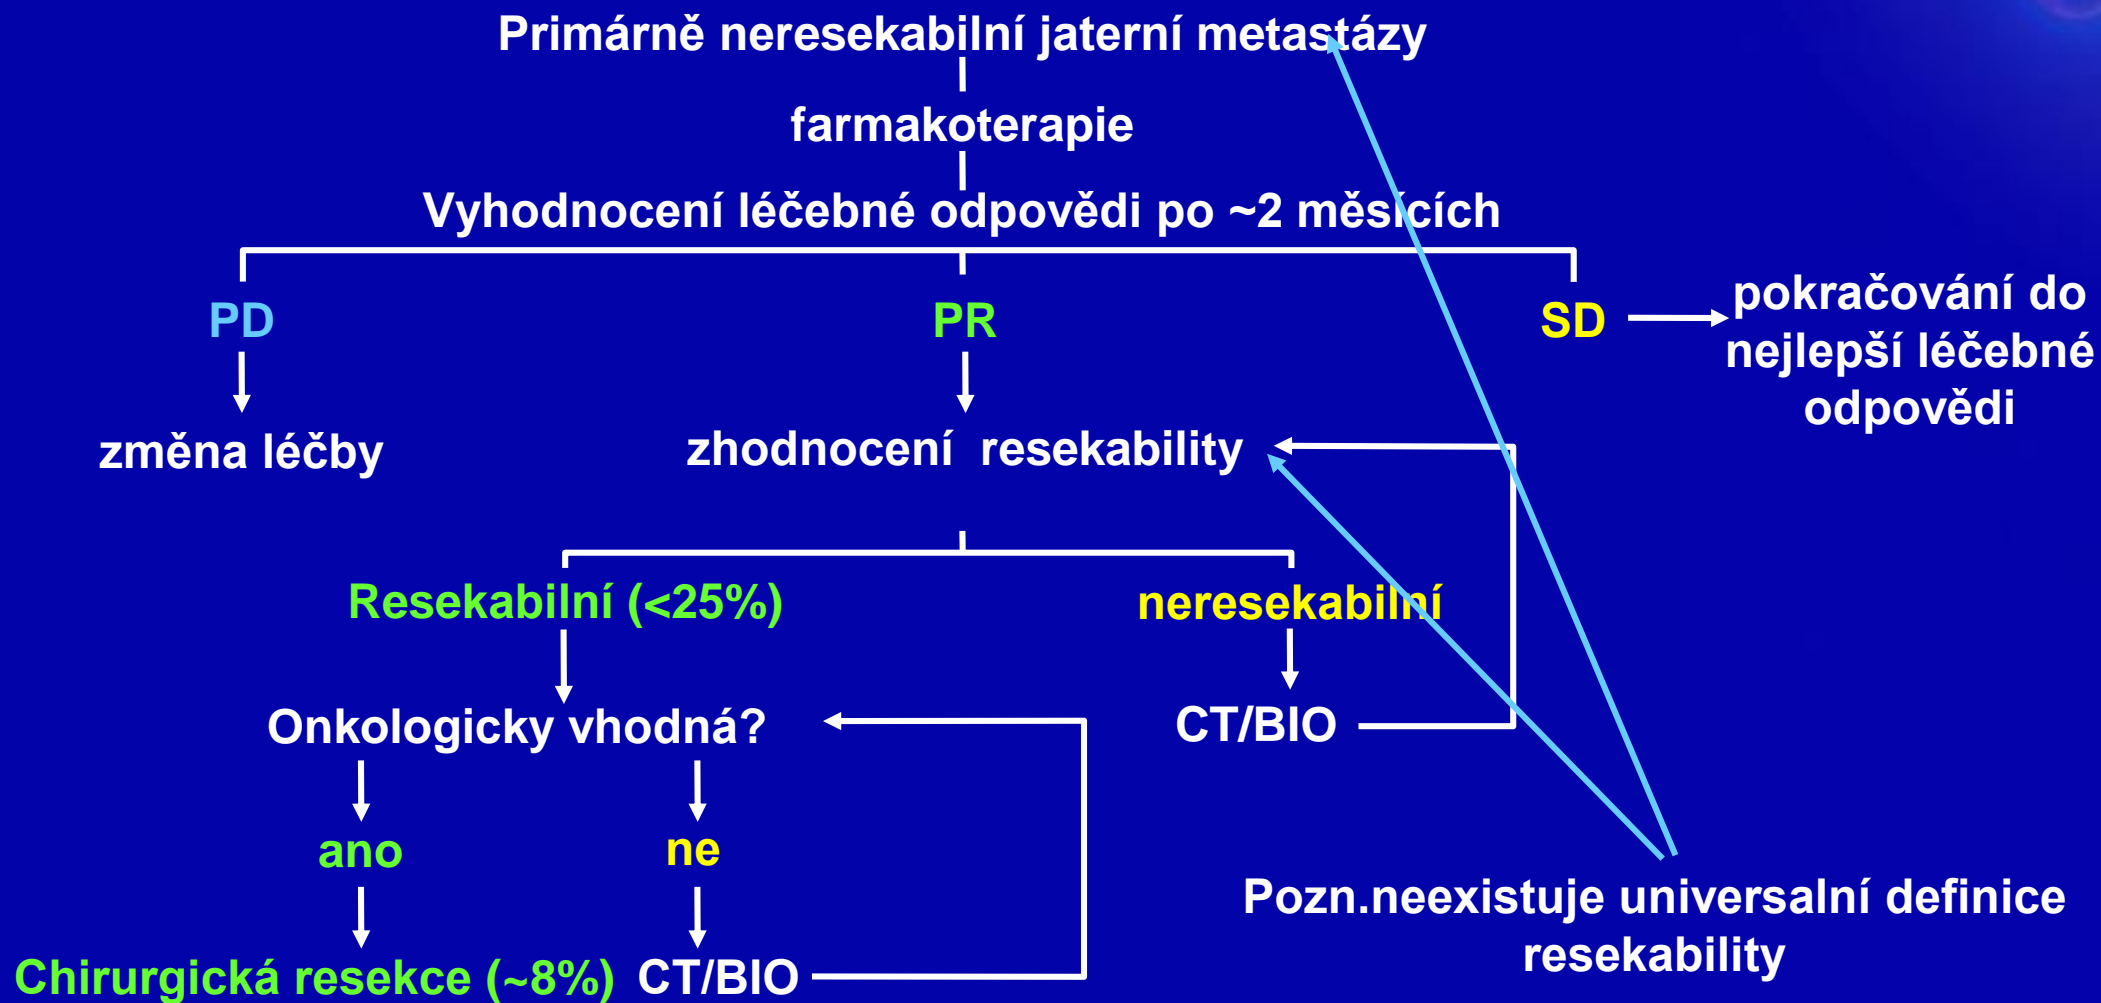 Primárně neresekabilní jaterní metastázy
farmakoterapie
Vyhodnocení léčebné odpovědi po ~2 měsících
PD
PR
SD
pokračování do
nejlepší léčebné
odpovědi
změna léčby
zhodnocení resekability
Resekabilní (<25%)
neresekabilní
Onkologicky vhodná?
CT/BIO
ano
ne
Pozn.neexistuje universalní definice
resekability
Chirurgická resekce (~8%)
CT/BIO